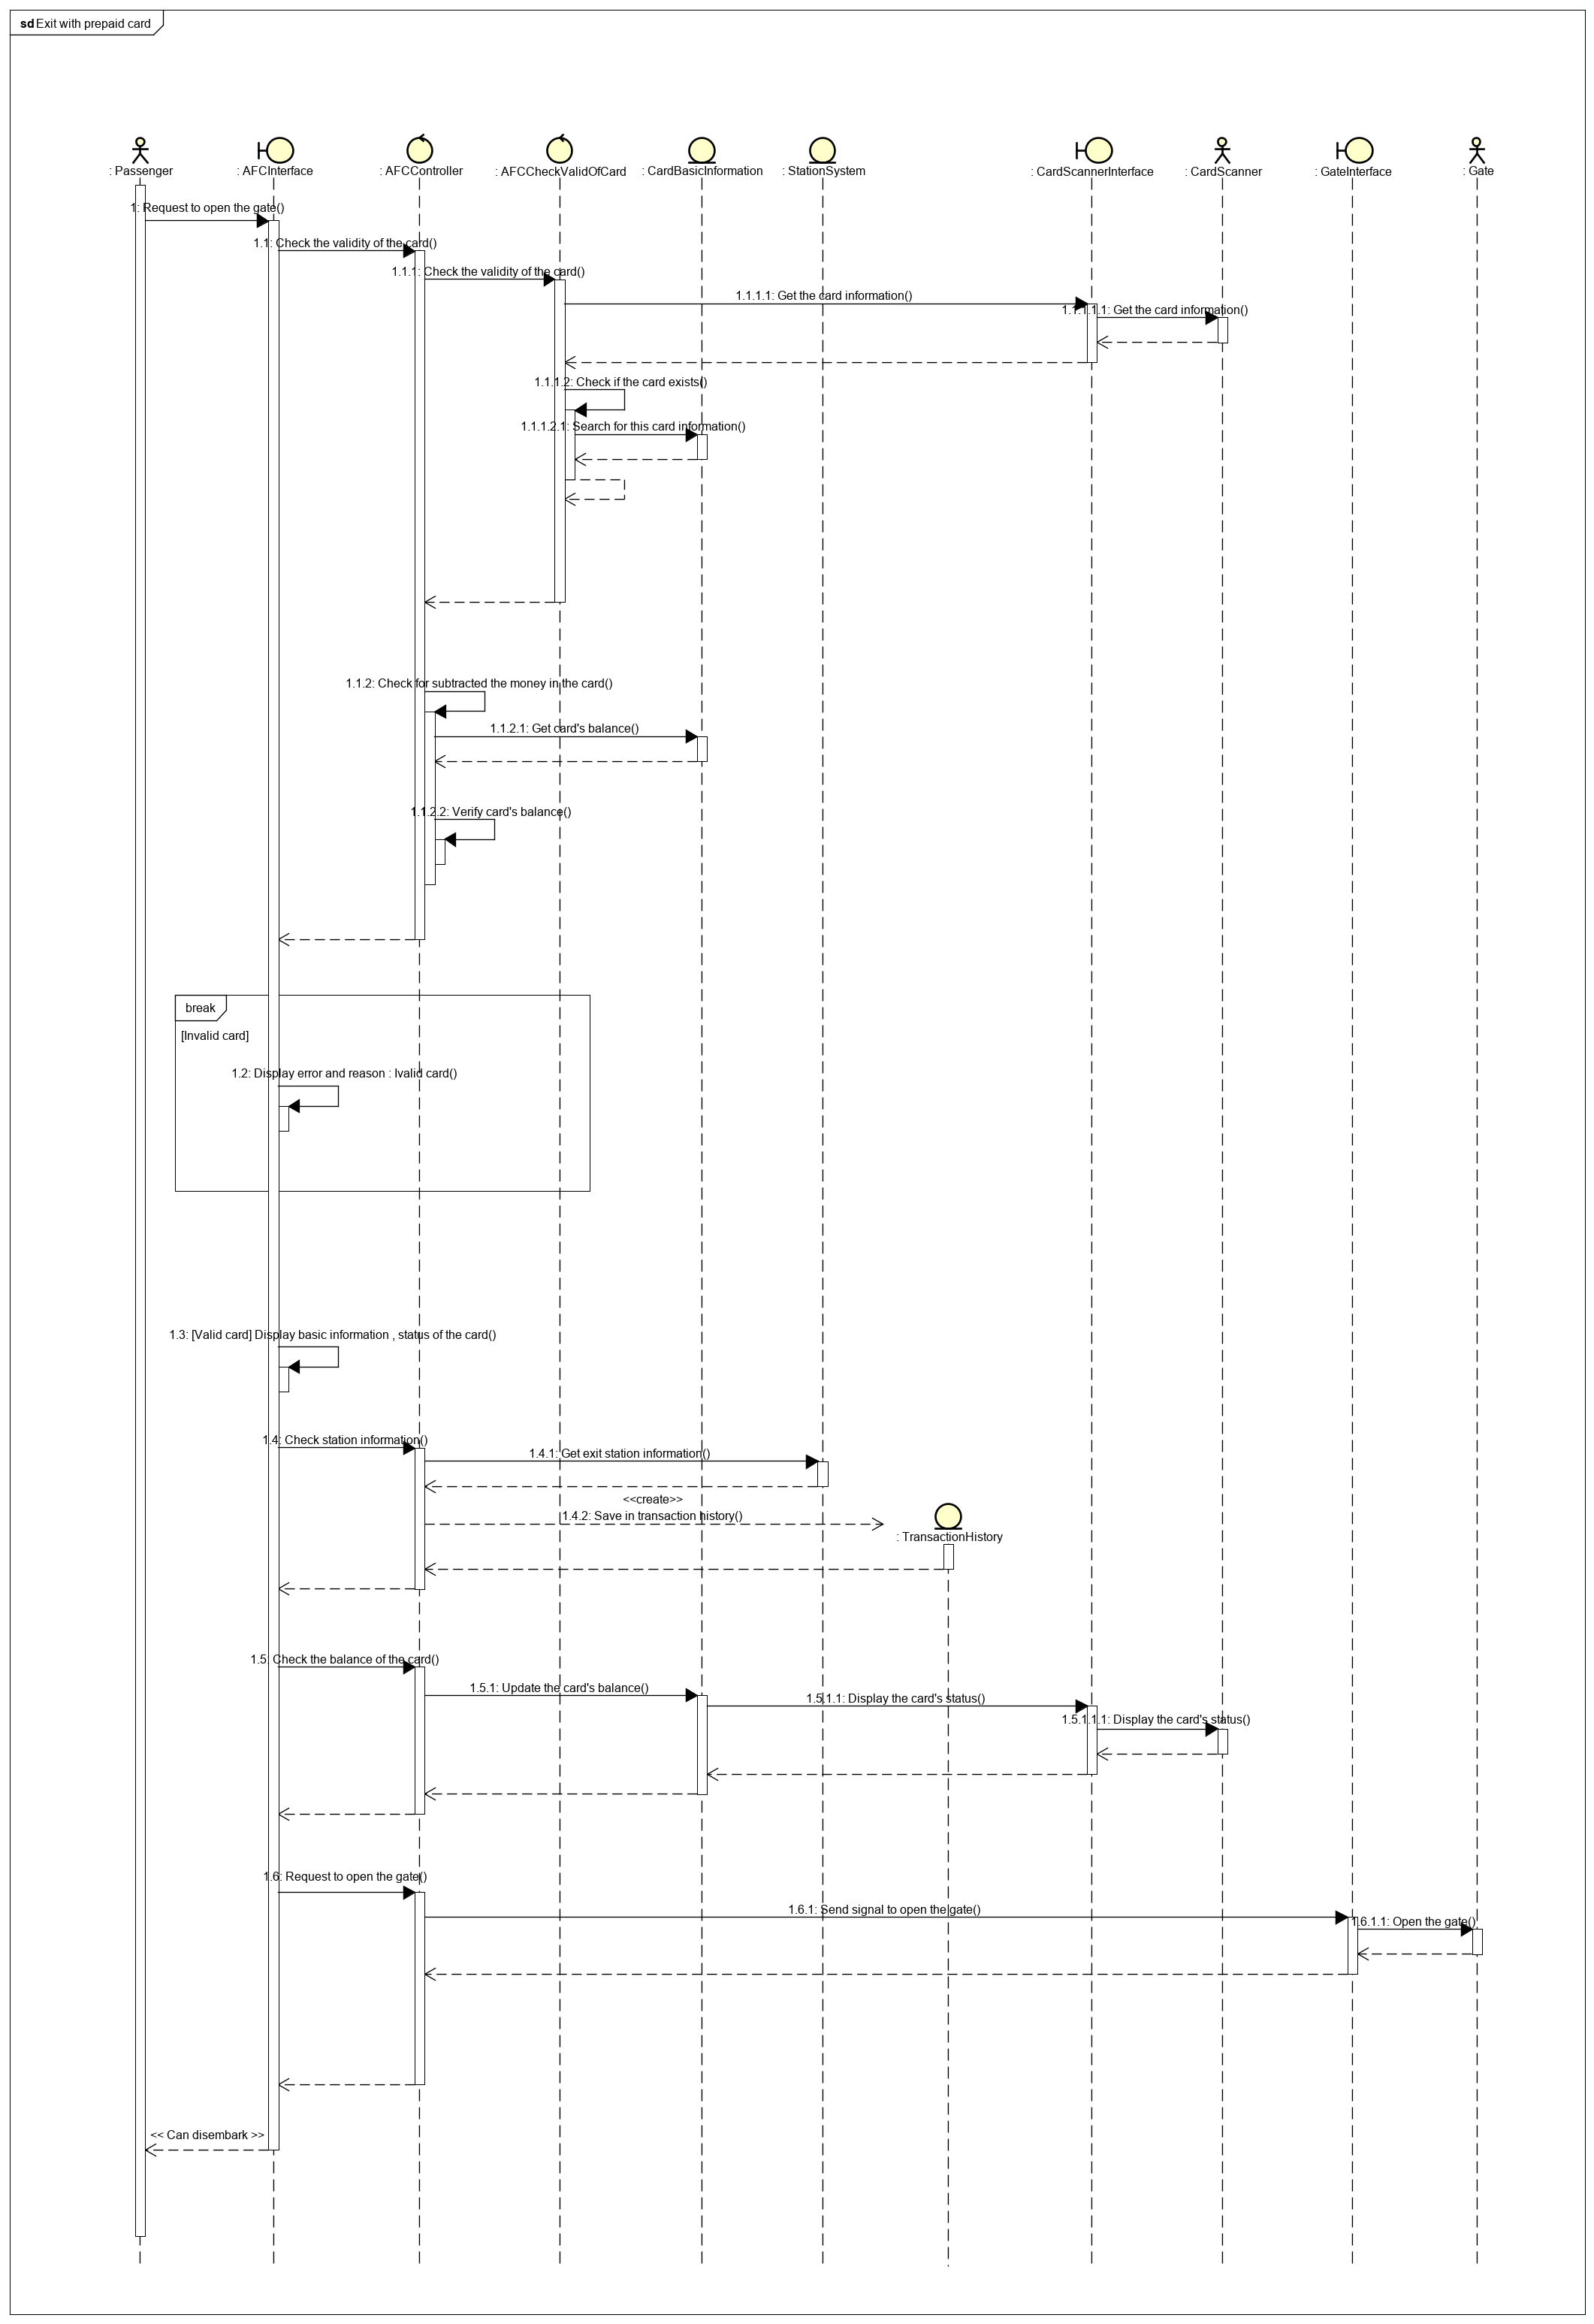 sd Exit with prepaid card
: Passenger
: AFCInterface
: AFCController
: AFCCheckValidOfCard
: CardBasicInformation
: StationSystem
: CardScannerInterface
: CardScanner
: GateInterface
: Gate
1: Request to open the gate()
1.1: Check the validity of the card()
1.1.1: Check the validity of the card()
1.1.1.1: Get the card information()
1.1.1.1.1: Get the card information()
1.1.1.2: Check if the card exists()
1.1.1.2.1: Search for this card information()
1.1.2: Check for subtracted the money in the card()
1.1.2.1: Get card's balance()
1.1.2.2: Verify card's balance()
break
[Invalid card]
1.2: Display error and reason : Ivalid card()
1.3: [Valid card] Display basic information , status of the card()
1.4: Check station information()
1.4.1: Get exit station information()
<<create>>
1.4.2: Save in transaction history()
: TransactionHistory
1.5: Check the balance of the card()
1.5.1: Update the card's balance()
1.5.1.1: Display the card's status()
1.5.1.1.1: Display the card's status()
1.6: Request to open the gate()
1.6.1: Send signal to open the gate()
1.6.1.1: Open the gate()
<< Can disembark >>